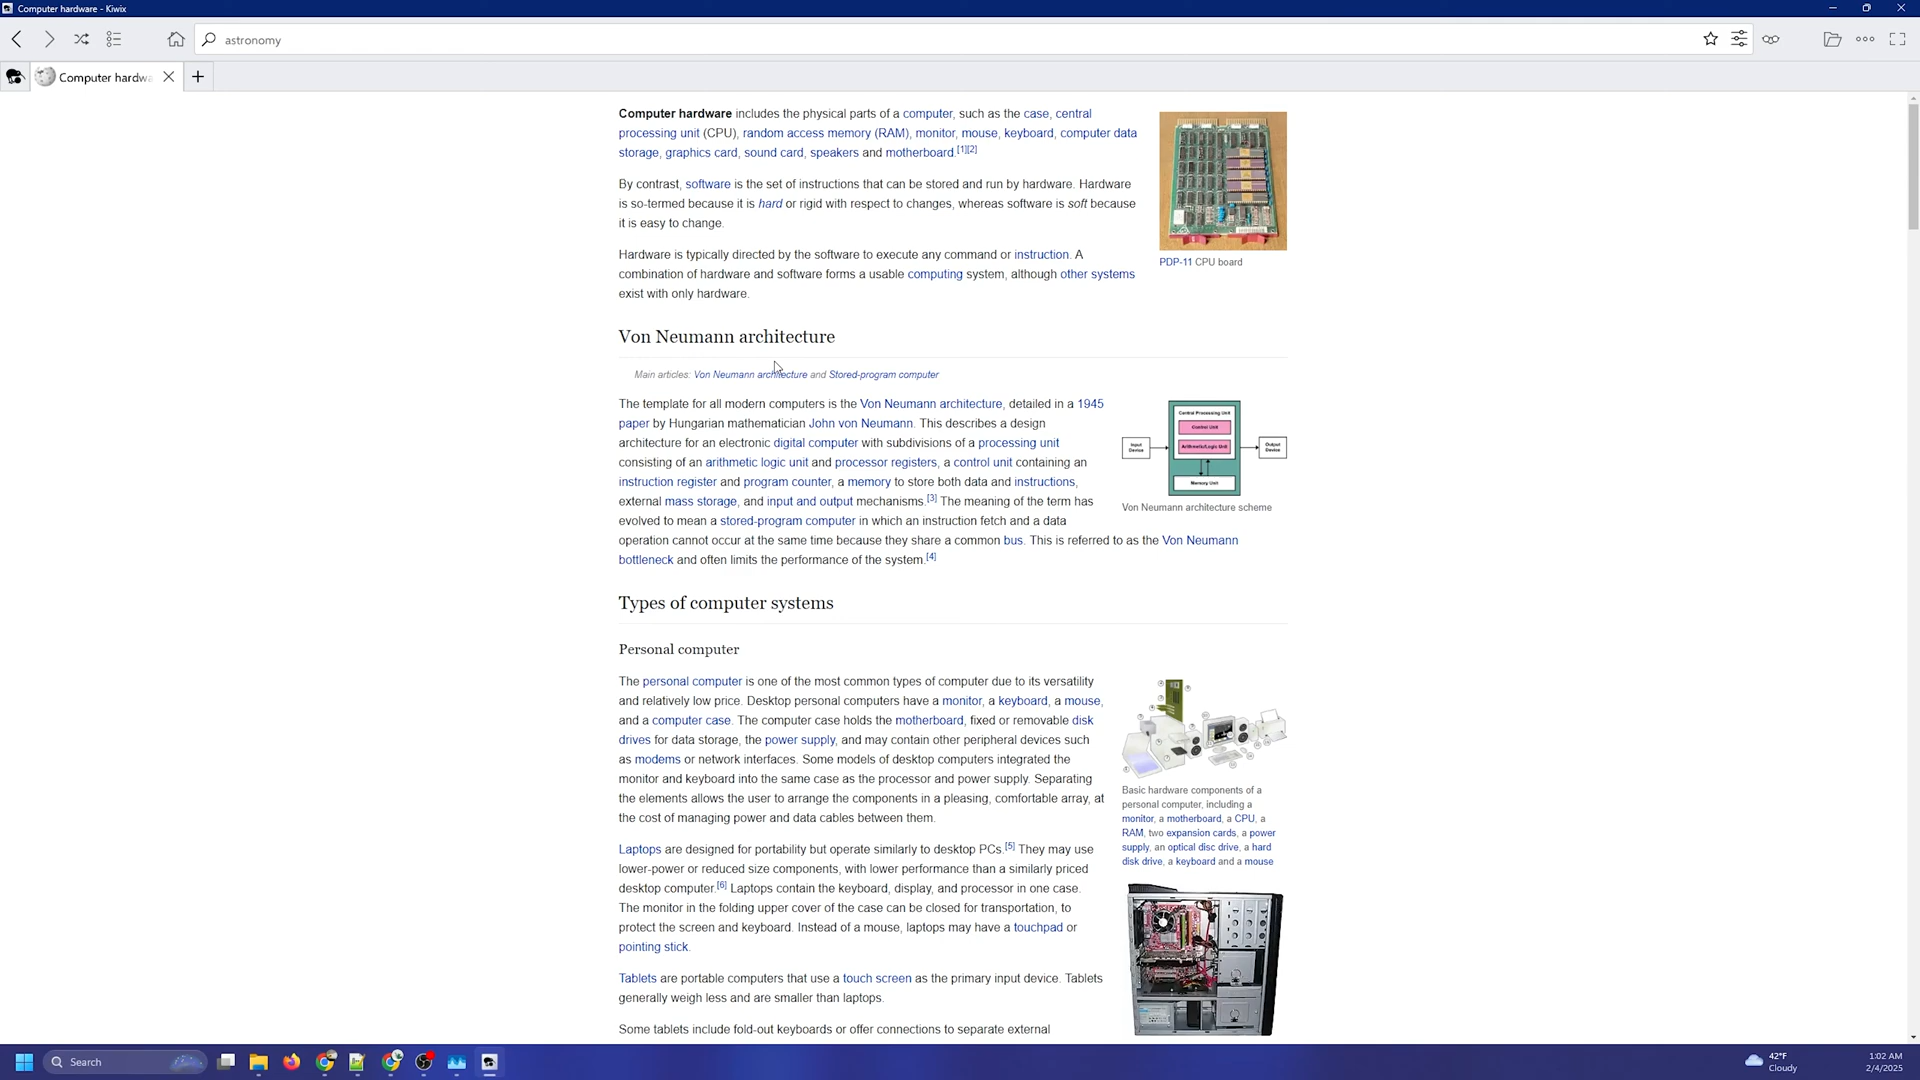 Computer hardware - Kiwix
astronomy
Computer hardwa
Computer hardware includes the physical parts of a computer, such as the case, central
processing unit (CPU), random access memory (RAM), monitor, mouse, keyboard, computer data
storage, graphics card, sound card, speakers and motherboard.[1][2]
By contrast, software is the set of instructions that can be stored and run by hardware. Hardware
is so-termed because it is hard or rigid with respect to changes, whereas software is soft because
it is easy to change.
PDP-11 CPU board
Hardware is typically directed by the software to execute any command or instruction. A
combination of hardware and software forms a usable computing system, although other systems
exist with only hardware.
Von Neumann architecture
Main articles: Von Neumann architecture and Stored-program computer
The template for all modern computers is the Von Neumann architecture, detailed in a 1945
paper by Hungarian mathematician John von Neumann. This describes a design
architecture for an electronic digital computer with subdivisions of a processing unit
consisting of an arithmetic logic unit and processor registers, a control unit containing an
instruction register and program counter, a memory to store both data and instructions,
external mass storage, and input and output mechanisms.[3] The meaning of the term has
evolved to mean a stored-program computer in which an instruction fetch and a data
operation cannot occur at the same time because they share a common bus. This is referred to as the Von Neumann
bottleneck and often limits the performance of the system.[4]
Central Processing Unit
Control Unit
Arithmetic/Logic Unit
Input
Device
Output
Device
Memory Unit
Von Neumann architecture scheme
Types of computer systems
Personal computer
The personal computer is one of the most common types of computer due to its versatility
and relatively low price. Desktop personal computers have a monitor, a keyboard, a mouse,
and a computer case. The computer case holds the motherboard, fixed or removable disk
drives for data storage, the power supply, and may contain other peripheral devices such
as modems or network interfaces. Some models of desktop computers integrated the
monitor and keyboard into the same case as the processor and power supply. Separating
the elements allows the user to arrange the components in a pleasing, comfortable array, at
the cost of managing power and data cables between them.
Basic hardware components of a
personal computer, including a
monitor, a motherboard, a CPU, a
RAM, two expansion cards, a power
supply, an optical disc drive, a hard
disk drive, a keyboard and a mouse
Laptops are designed for portability but operate similarly to desktop PCs.[5] They may use
lower-power or reduced size components, with lower performance than a similarly priced
desktop computer.[6] Laptops contain the keyboard, display, and processor in one case.
The monitor in the folding upper cover of the case can be closed for transportation, to
protect the screen and keyboard. Instead of a mouse, laptops may have a touchpad or
pointing stick.
Tablets are portable computers that use a touch screen as the primary input device. Tablets
generally weigh less and are smaller than laptops.
Some tablets include fold-out keyboards or offer connections to separate external
Search
42°F
Cloudy
1:02 AM
2/4/2025